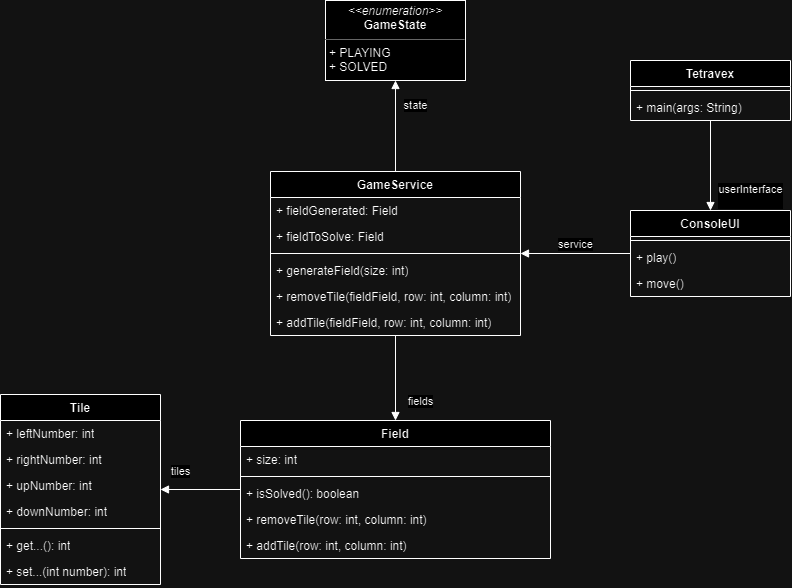 <<enumeration>>
GameState
+ PLAYING
+ SOLVED
state
Tetravex
+ main(args: String)
userInterface
GameService
+ fieldGenerated: Field
+ fieldToSolve: Field
+ generateField(size: int)
+ removeTile(fieldField, row: int, column: int)
+ addTile(fieldField, row: int, column: int)
service
ConsoleUI
+ play()
+ move()
fields
Tile
+ leftNumber: int
+ rightNumber: int
+ upNumber: int
+ downNumber: int
+ get...(): int
+ set...(int number): int
tiles
Field
+ size: int
+ isSolved(): boolean
+ removeTile(row: int, column: int)
+ addTile(row: int, column: int)